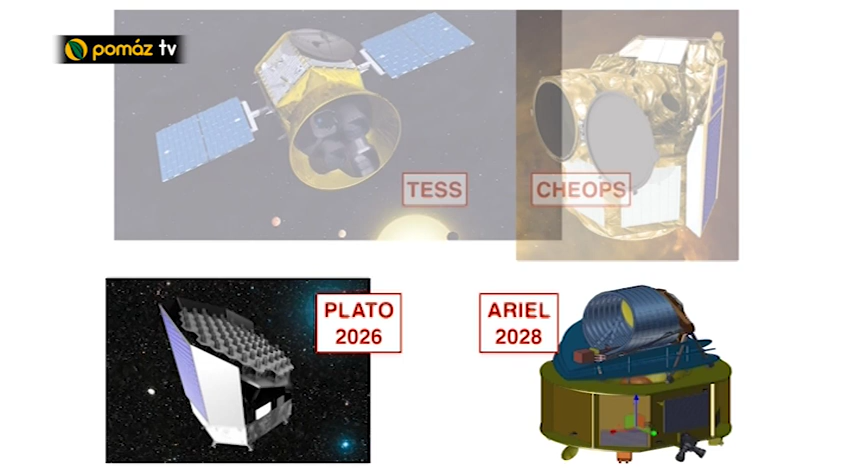 pomáz tv
TESS
CHEOPS
PLATO
2026
ARIEL
2028